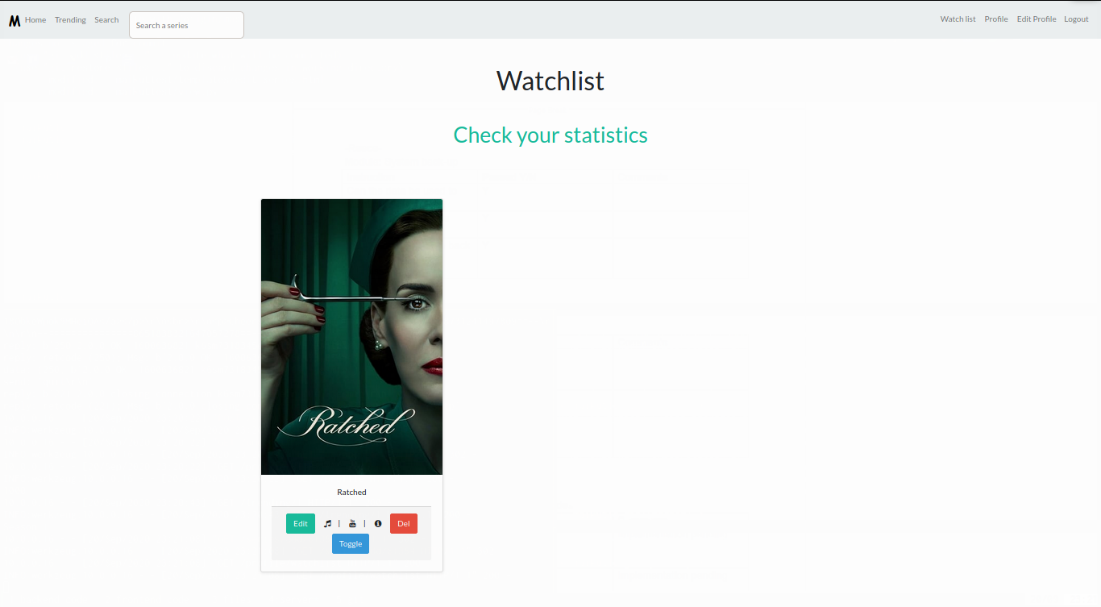 M Home Trending Search Search a series Watch list Profile Edit Profile Logout
Watchlist
Check your statistics
Ratched
Ratched
Edit | | Del
Toggle